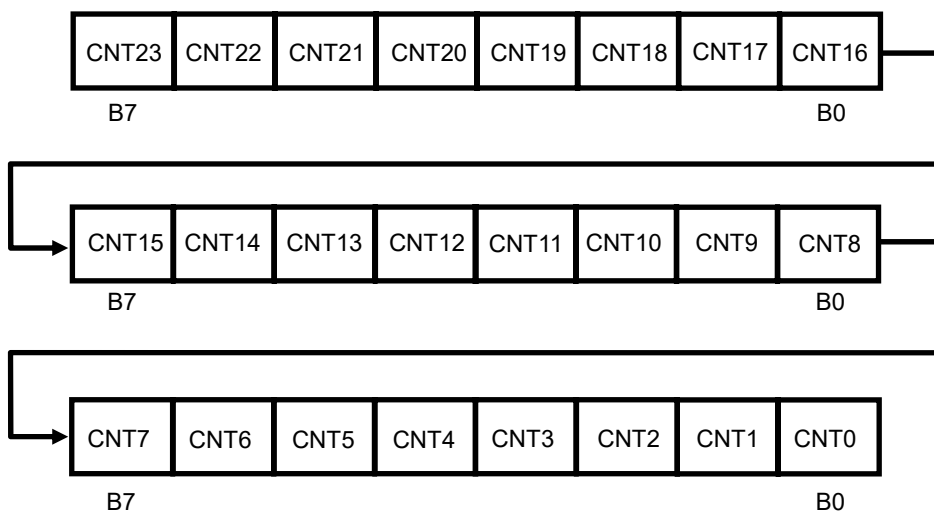 CNT23 CNT22 CNT21 CNT20 CNT19 CNT18 CNT17 CNT16
B7 B0
CNT15 CNT14 CNT13 CNT12 CNT11 CNT10 CNT9 CNT8
B7 B0
CNT7 CNT6 CNT5 CNT4 CNT3 CNT2 CNT1 CNT0
B7 B0